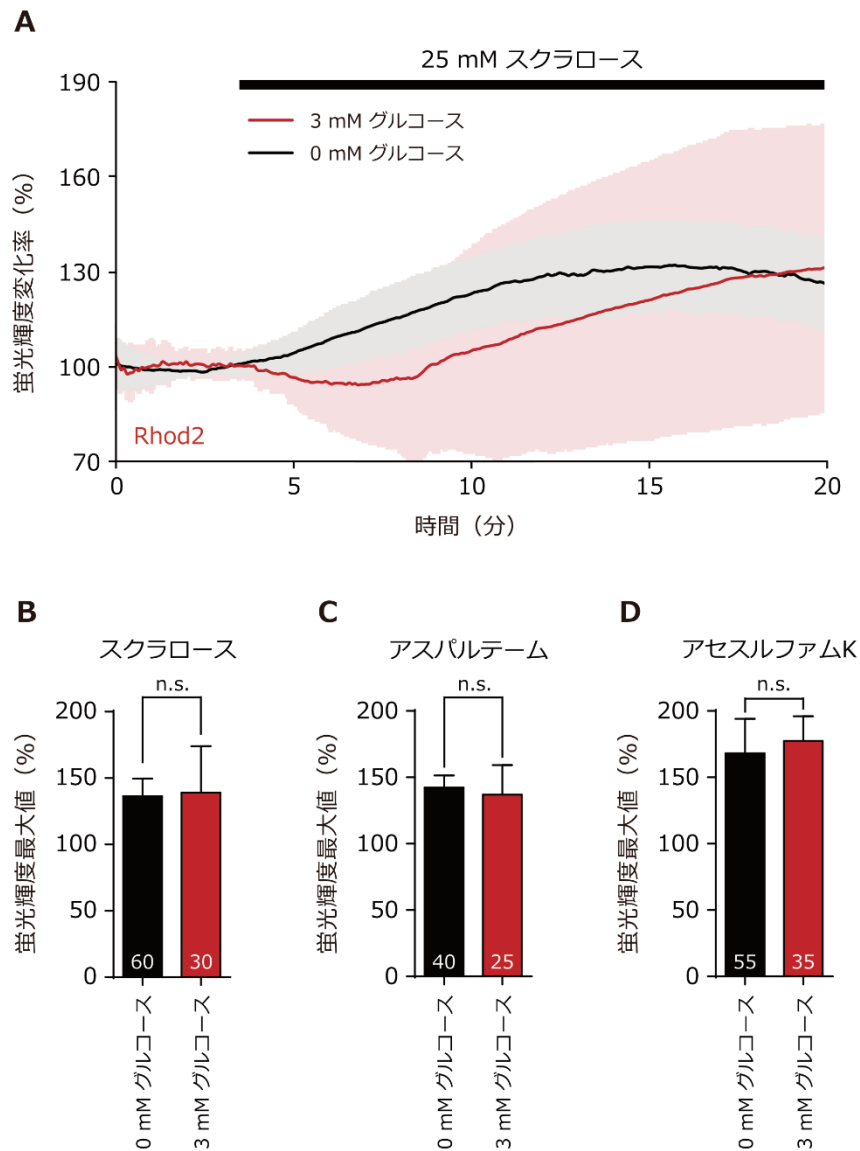 A
25 mM スクラロース
190
160
130
100
70
蛍光輝度変化率（%）
3 mM グルコース
0 mM グルコース
Rhod2
0
5
10
15
20
時間（分）
B
スクラロース
n.s.
200
150
100
50
0
蛍光輝度最大値（%）
60
30
0 mM グルコース
3 mM グルコース
C
アスパルテーム
n.s.
200
150
100
50
0
蛍光輝度最大値（%）
40
25
0 mM グルコース
3 mM グルコース
D
アセスルファムK
n.s.
200
150
100
50
0
蛍光輝度最大値（%）
55
35
0 mM グルコース
3 mM グルコース